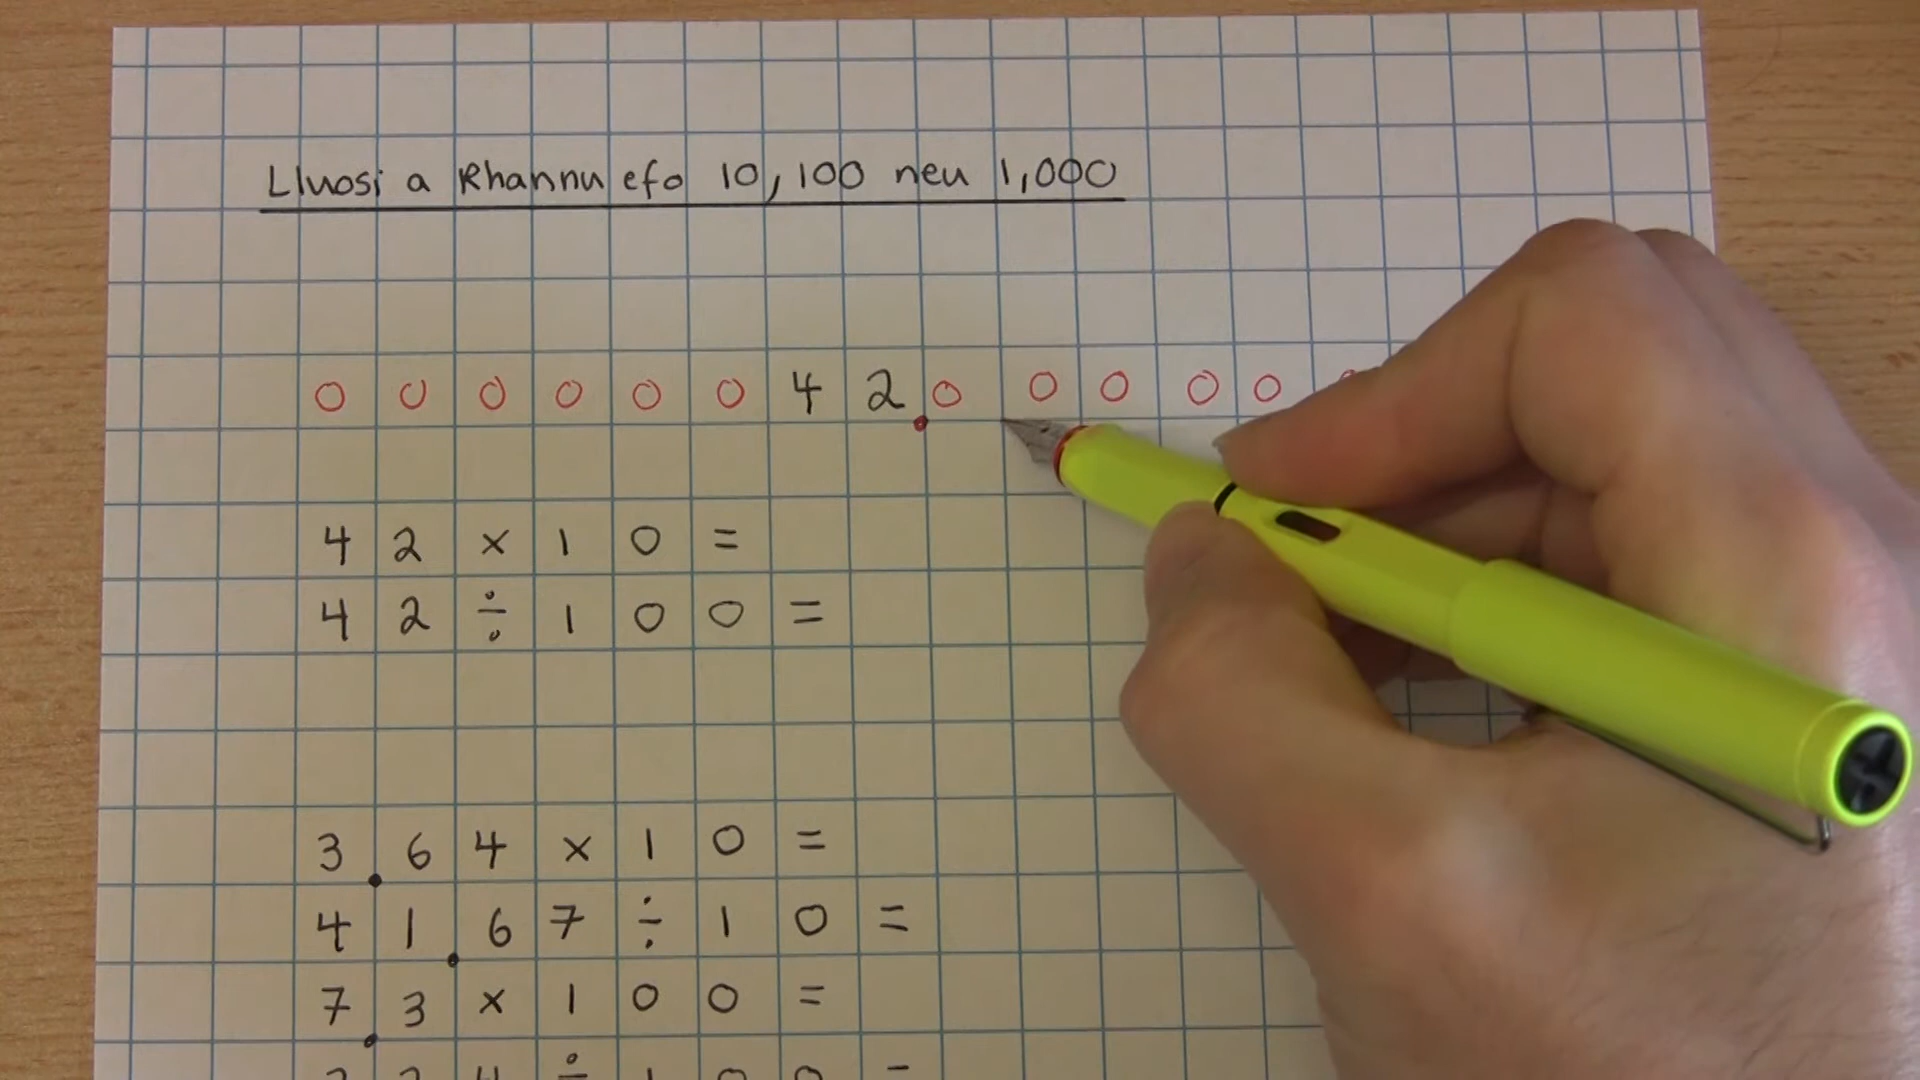 Lluosi a Rhannu efo 10, 100 neu 1,000
0 0 0 0 0 0 4 2.0 0 0 0 0
4 2 × 1 0 =
4 2 ÷ 1 0 0 =
3.6 4 × 1 0 =
4 1.6 7 ÷ 1 0 =
7.3 × 1 0 0 =